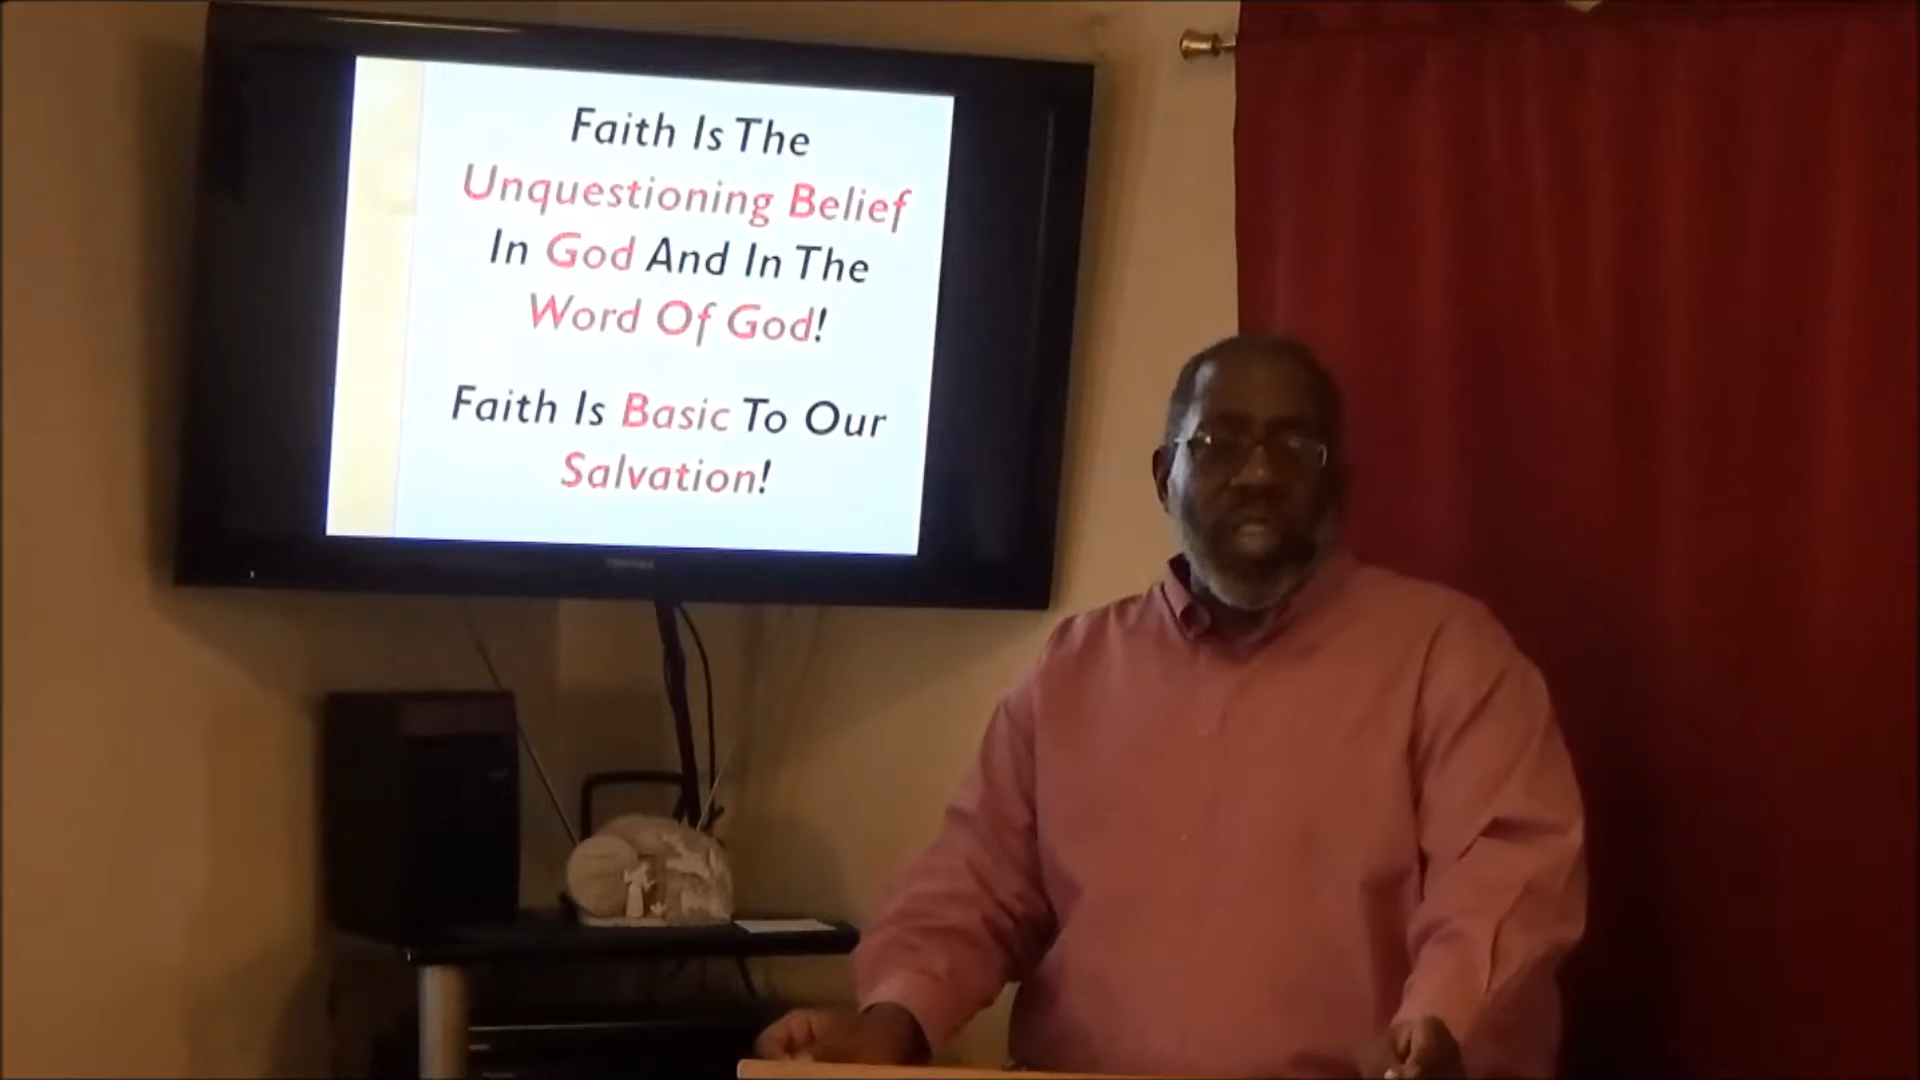 Faith Is The
Unquestioning Belief
In God And In The
Word Of God!
Faith Is Basic To Our
Salvation!